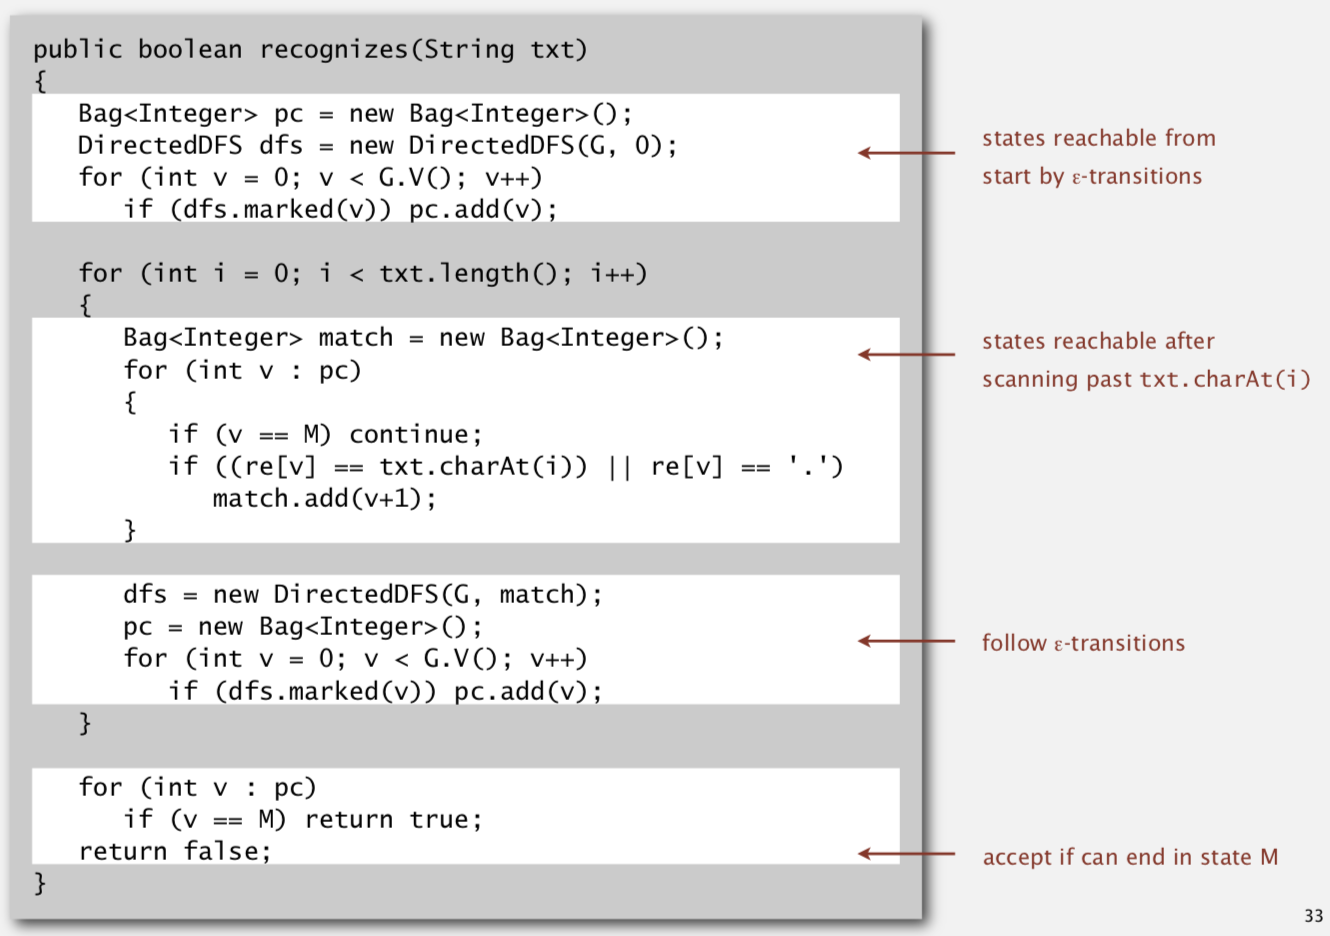 public boolean recognizes(String txt)
{
   Bag<Integer> pc = new Bag<Integer>();
   DirectedDFS dfs = new DirectedDFS(G, 0);
   for (int v = 0; v < G.V(); v++)
      if (dfs.marked(v)) pc.add(v);
states reachable from
start by ε-transitions
   for (int i = 0; i < txt.length(); i++)
   {
      Bag<Integer> match = new Bag<Integer>();
      for (int v : pc)
      {
         if (v == M) continue;
         if ((re[v] == txt.charAt(i)) || re[v] == '.')
            match.add(v+1);
      }
states reachable after
scanning past txt.charAt(i)
      dfs = new DirectedDFS(G, match);
      pc = new Bag<Integer>();
      for (int v = 0; v < G.V(); v++)
         if (dfs.marked(v)) pc.add(v);
   }
follow ε-transitions
   for (int v : pc)
      if (v == M) return true;
   return false;
}
accept if can end in state M
33